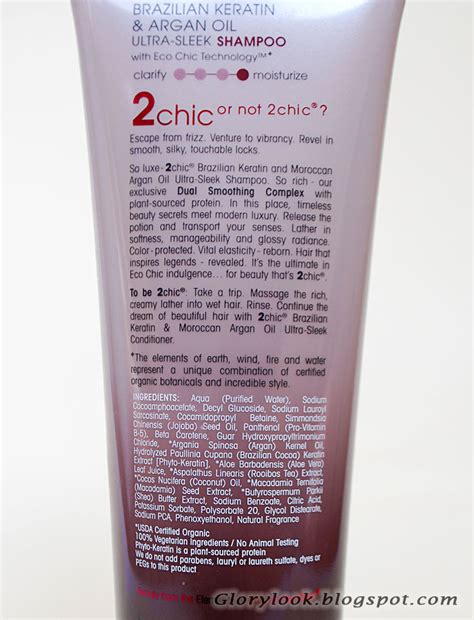 BRAZILIAN KERATIN
& ARGAN OIL
ULTRA-SLEEK SHAMPOO
with Eco Chic Technology™*
clarify moisturize
2chic or not 2chic®?
Escape from frizz. Venture to vibrancy. Revel in
smooth, silky, touchable locks.
So luxe - 2chic® Brazilian Keratin and Moroccan
Argan Oil Ultra-Sleek Shampoo. So rich - our
exclusive Dual Smoothing Complex with
plant-sourced protein. In this place, timeless
beauty secrets meet modern luxury. Release the
potion and transport your senses. Lather in
softness, manageability and glossy radiance.
Color - protected. Vital elasticity - reborn. Hair that
inspires legends - revealed. It's the ultimate in
Eco Chic indulgence... for beauty that's 2chic®.
To be 2chic®: Take a trip. Massage the rich,
creamy lather into wet hair. Rinse. Continue the
dream of beautiful hair with 2chic® Brazilian
Keratin & Moroccan Argan Oil Ultra-Sleek
Conditioner.
*The elements of earth, wind, fire and water
represent a unique combination of certified
organic botanicals and incredible style.
INGREDIENTS: Aqua (Purified Water), Sodium
Cocoamphoacetate, Decyl Glucoside, Sodium Lauroyl
Sarcosinate, Cocamidopropyl Betaine, Simmondsia
Chinensis (Jojoba) Seed Oil, Panthenol (Pro-Vitamin
B-5), Beta Carotene, Guar Hydroxypropyltrimonium
Chloride, *Argania Spinosa (Argan) Kernel Oil,
Hydrolyzed Paullinia Cupana (Brazilian Cocoa) Keratin
Extract [Phyto-Keratin], *Aloe Barbadensis (Aloe Vera)
Leaf Juice, *Aspalathus Linearis (Rooibos Tea) Extract,
*Cocos Nucifera (Coconut) Oil, *Macadamia Ternifolia
(Macadamia) Seed Extract, *Butyrospermum Parkii
(Shea) Butter Extract, Sodium Benzoate, Citric Acid,
Potassium Sorbate, Polysorbate 20, Glycol Distearate,
Sodium PCA, Phenoxyethanol, Natural Fragrance
*USDA Certified Organic
100% Vegetarian Ingredients / No Animal Testing
Phyto-Keratin is a plant-sourced protein
We do not add parabens, lauryl or laureth sulfate, dyes or
PEGs to this product
from the
Glorylook.blogspot.com